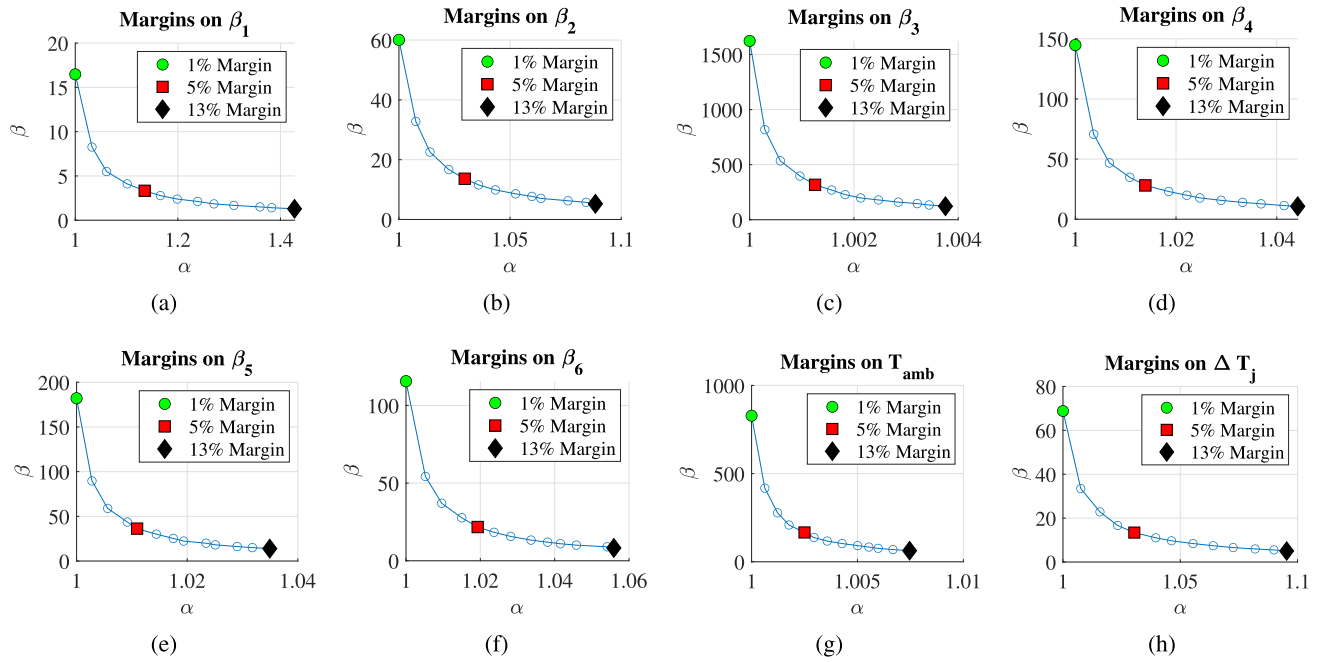 Margins on β1
20
15
10
5
0
β
1% Margin
5% Margin
13% Margin
1 1.2 1.4
α
(a)
Margins on β2
60
40
20
0
β
1% Margin
5% Margin
13% Margin
1 1.05 1.1
α
(b)
Margins on β3
1500
1000
500
0
β
1% Margin
5% Margin
13% Margin
1 1.002 1.004
α
(c)
Margins on β4
150
100
50
0
β
1% Margin
5% Margin
13% Margin
1 1.02 1.04
α
(d)
Margins on β5
200
150
100
50
0
β
1% Margin
5% Margin
13% Margin
1 1.02 1.04
α
(e)
Margins on β6
100
50
0
β
1% Margin
5% Margin
13% Margin
1 1.02 1.04 1.06
α
(f)
Margins on Tamb
1000
500
0
β
1% Margin
5% Margin
13% Margin
1 1.005 1.01
α
(g)
Margins on Δ Tj
80
60
40
20
0
β
1% Margin
5% Margin
13% Margin
1 1.05 1.1
α
(h)